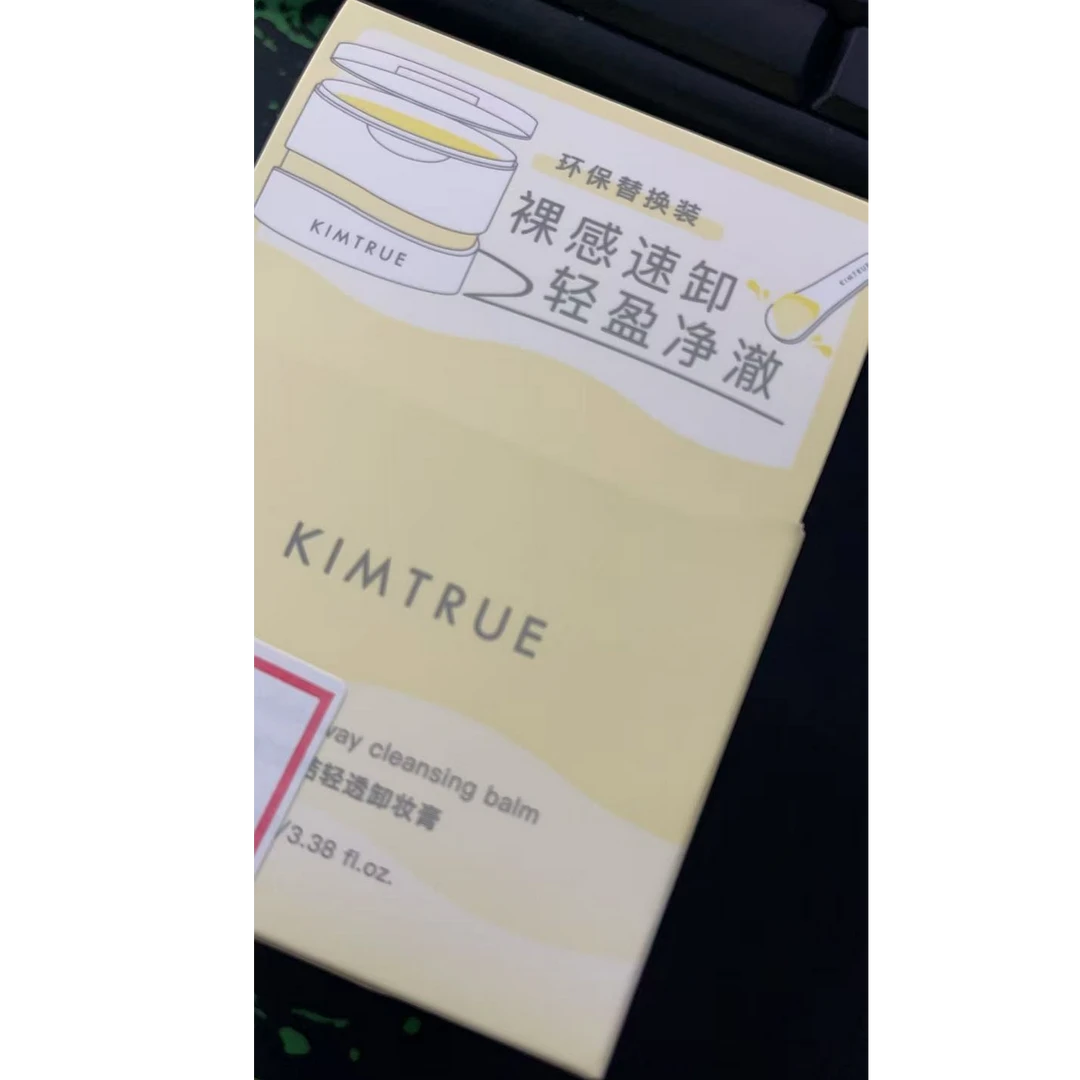 环保替换装
裸感速卸
轻盈净澈
KIMTRUE
KIMTRUE
KIMTRUE
way cleansing balm
洁轻透卸妆膏
/3.38 fl.oz.